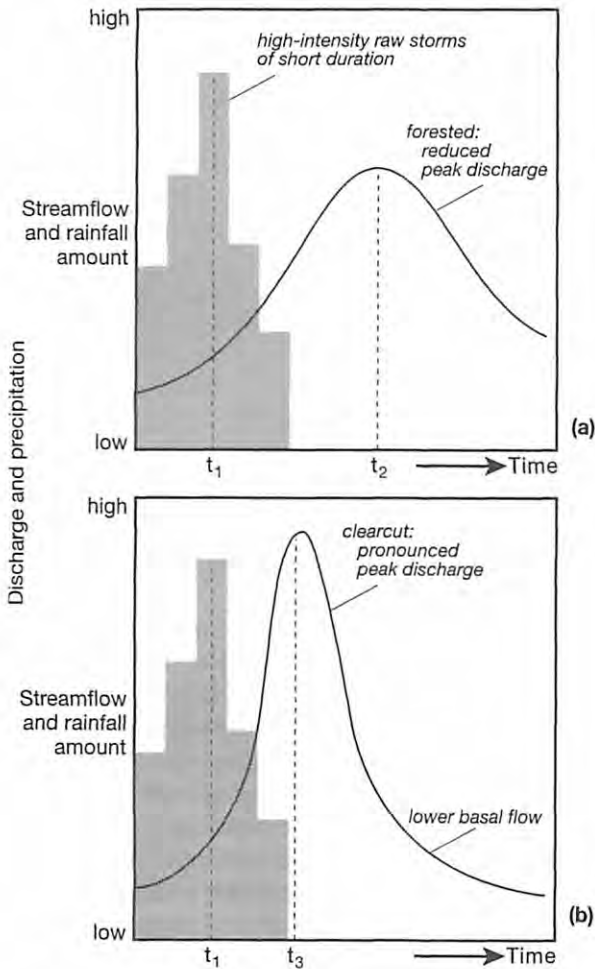 high
high-intensity raw storms
of short duration
forested:
reduced
peak discharge
Streamflow
and rainfall
amount
low
t₁
t₂
Time
(a)
Discharge and precipitation
high
clearcut:
pronounced
peak discharge
Streamflow
and rainfall
amount
lower basal flow
low
t₁
t₃
Time
(b)